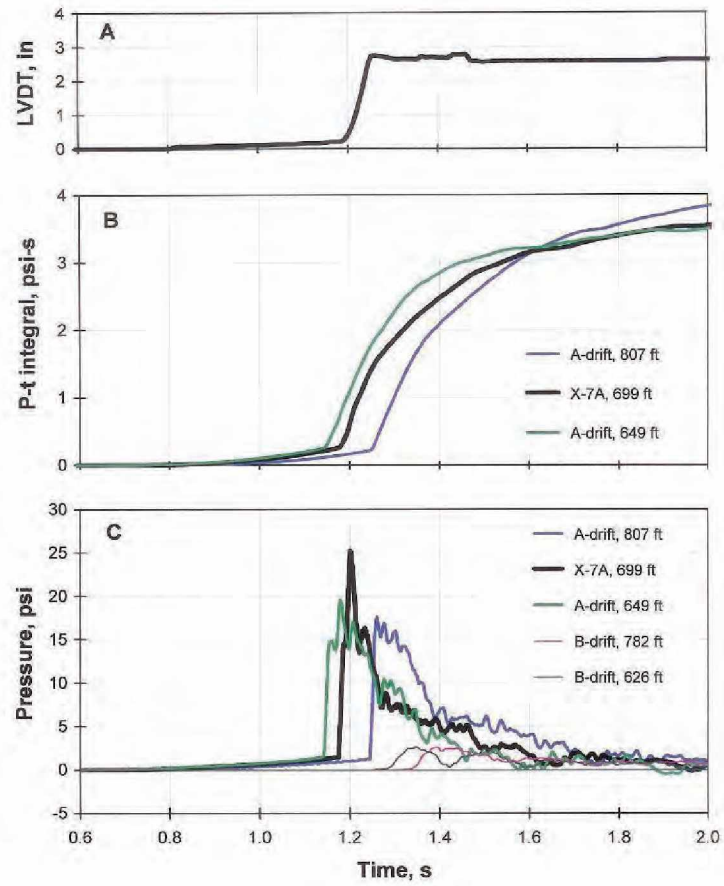 A
LVDT, in
4
3
2
1
0
B
P-t integral, psi-s
4
3
2
1
0
A-drift, 807 ft
X-7A, 699 ft
A-drift, 649 ft
C
Pressure, psi
30
25
20
15
10
5
0
-5
A-drift, 807 ft
X-7A, 699 ft
A-drift, 649 ft
B-drift, 782 ft
B-drift, 626 ft
0.6 0.8 1.0 1.2 1.4 1.6 1.8 2.0
Time, s